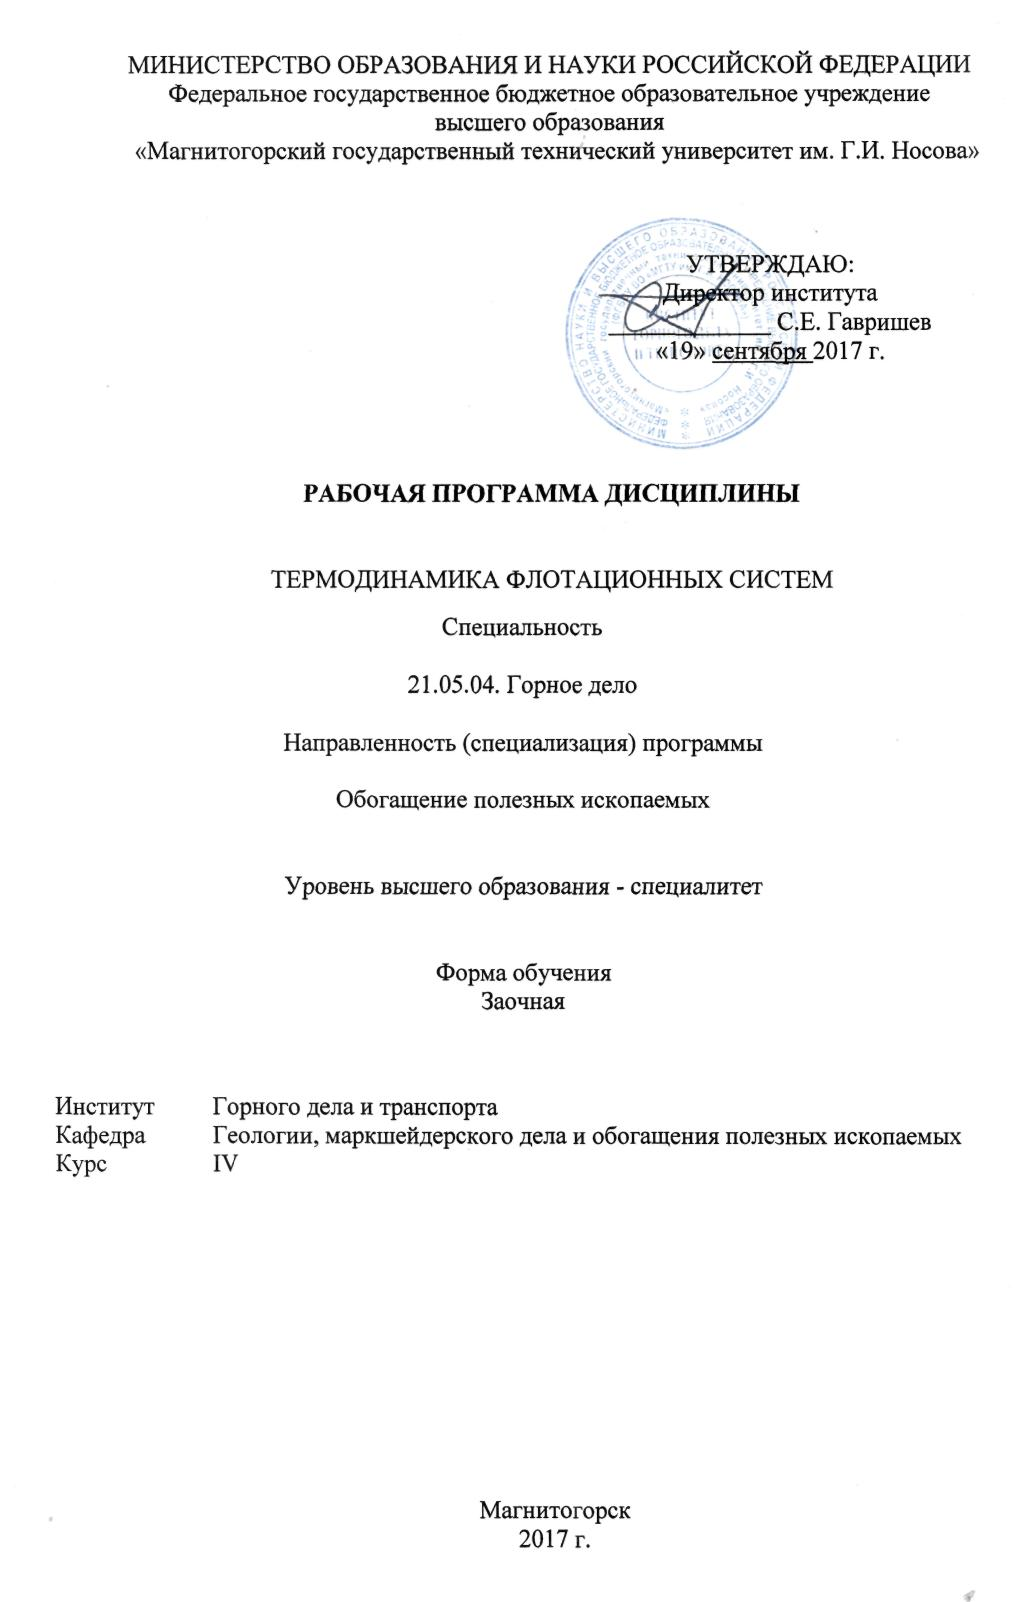 МИНИСТЕРСТВО ОБРАЗОВАНИЯ И НАУКИ РОССИЙСКОЙ ФЕДЕРАЦИИ
Федеральное государственное бюджетное образовательное учреждение
высшего образования
«Магнитогорский государственный технический университет им. Г.И. Носова»
УТВЕРЖДАЮ:
Директор института
С.Е. Гавришев
«19» сентября 2017 г.
РАБОЧАЯ ПРОГРАММА ДИСЦИПЛИНЫ
ТЕРМОДИНАМИКА ФЛОТАЦИОННЫХ СИСТЕМ
Специальность
21.05.04. Горное дело
Направленность (специализация) программы
Обогащение полезных ископаемых
Уровень высшего образования - специалитет
Форма обучения
Заочная
Институт Горного дела и транспорта
Кафедра Геологии, маркшейдерского дела и обогащения полезных ископаемых
Курс IV
Магнитогорск
2017 г.